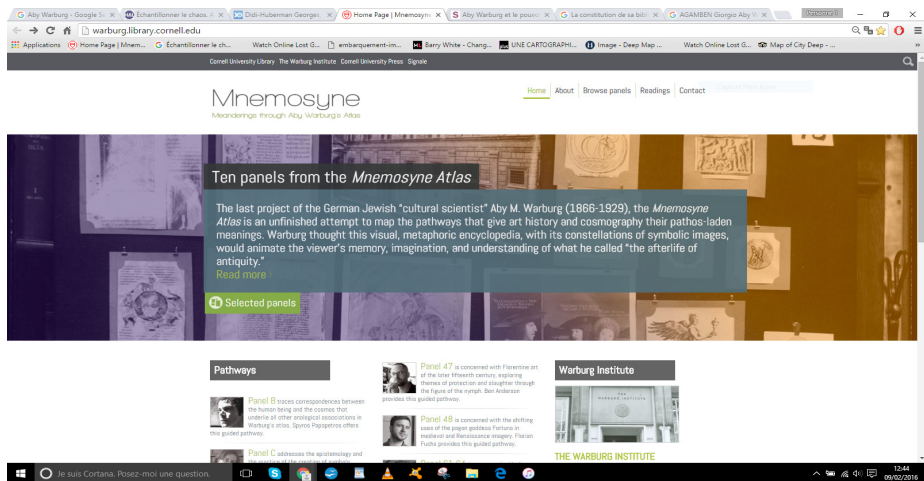 Aby Warburg - Google Se
Échantillonner le chaos. A
Didi-Huberman Georges,
Home Page | Mnemosyne
Aby Warburg et le pouvoi
La constitution de sa bibl
AGAMBEN Giorgio Aby W
warburg.library.cornell.edu
Applications
Home Page | Mnem...
Échantillonner le ch...
Watch Online Lost G...
embarquement-im...
Barry White - Chang...
UNE CARTOGRAPHI...
Image - Deep Map ...
Watch Online Lost G...
Map of City Deep - ...
Cornell University Library The Warburg Institute Cornell University Press Signale
Mnemosyne
Meanderings through Aby Warburg's Atlas
Home About Browse panels Readings Contact
Ten panels from the Mnemosyne Atlas
The last project of the German Jewish “cultural scientist” Aby M. Warburg (1866-1929), the Mnemosyne
Atlas is an unfinished attempt to map the pathways that give art history and cosmography their pathos-laden
meanings. Warburg thought this visual, metaphoric encyclopedia, with its constellations of symbolic images,
would animate the viewer's memory, imagination, and understanding of what he called “the afterlife of
antiquity.”
Read more
Selected panels
Pathways
Panel B traces correspondences between
the human being and the cosmos that
underlie all other analogical associations in
Warburg's atlas. Spyros Papapetros offers
this guided pathway.
Panel C addresses the epistemology and
Panel 47 is concerned with Florentine art
of the later fifteenth century, exploring
themes of protection and slaughter through
the figure of the nymph. Ben Anderson
provides this guided pathway.
Panel 48 is concerned with the shifting
uses of the pagan goddess Fortuna in
medieval and Renaissance imagery. Florian
Fuchs provides this guided pathway.
Warburg Institute
THE WARBURG INSTITUTE
Je suis Cortana. Posez-moi une question.
12:44
09/02/2016